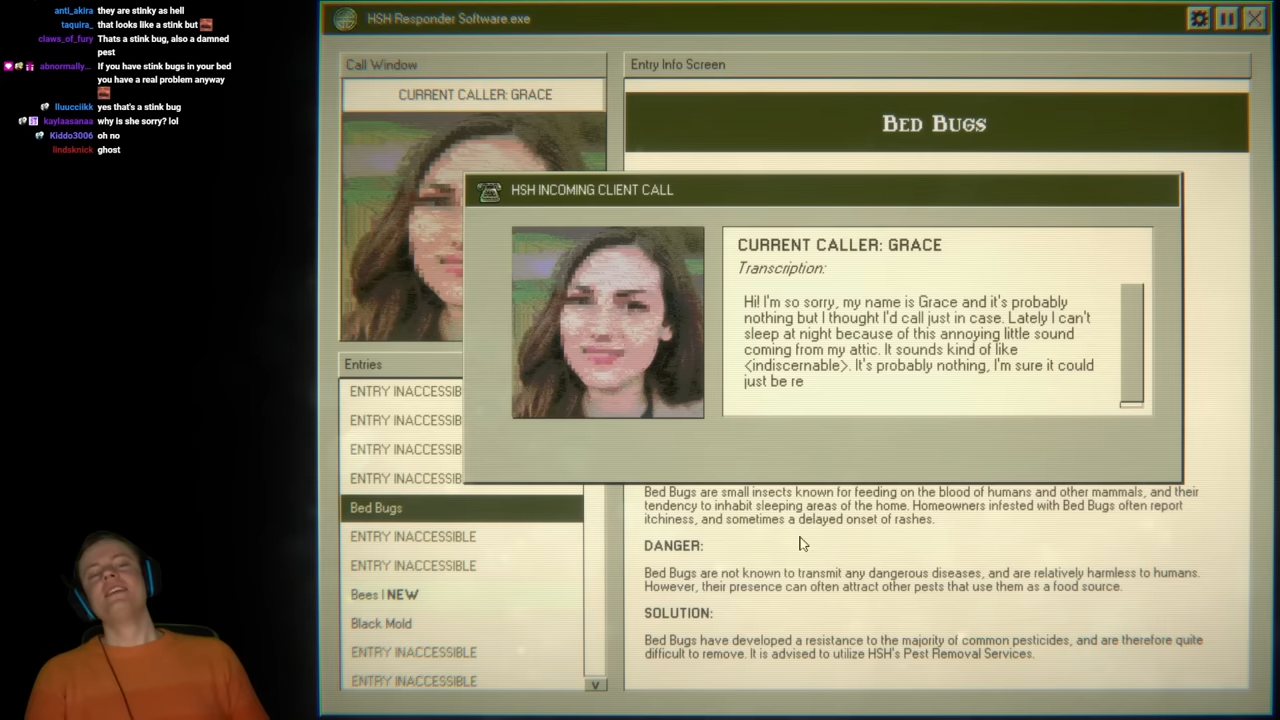 anti_akira they are stinky as hell
taquira_ that looks like a stink but
claws_of_fury Thats a stink bug, also a damned
pest
abnormally... If you have stink bugs in your bed
you have a real problem anyway
lluucciikk yes that's a stink bug
kaylaasanaa why is she sorry? lol
Kiddo3006 oh no
lindsknick ghost
HSH Responder Software.exe
Call Window
CURRENT CALLER: GRACE
Entry Info Screen
BED BUGS
HSH INCOMING CLIENT CALL
CURRENT CALLER: GRACE
Transcription:
Hi! I'm so sorry, my name is Grace and it's probably
nothing but I thought I'd call just in case. Lately I can't
sleep at night because of this annoying little sound
coming from my attic. It sounds kind of like
<indiscernable>. It's probably nothing, I'm sure it could
just be re
Entries
ENTRY INACCESSIB
ENTRY INACCESSIB
ENTRY INACCESSIB
ENTRY INACCESSIB
Bed Bugs
ENTRY INACCESSIBLE
ENTRY INACCESSIBLE
Bees | NEW
Black Mold
ENTRY INACCESSIBLE
ENTRY INACCESSIBLE
V
Bed Bugs are small insects known for feeding on the blood of humans and other mammals, and their
tendency to inhabit sleeping areas of the home. Homeowners infested with Bed Bugs often report
itchiness, and sometimes a delayed onset of rashes.
DANGER:
Bed Bugs are not known to transmit any dangerous diseases, and are relatively harmless to humans.
However, their presence can often attract other pests that use them as a food source.
SOLUTION:
Bed Bugs have developed a resistance to the majority of common pesticides, and are therefore quite
difficult to remove. It is advised to utilize HSH's Pest Removal Services.